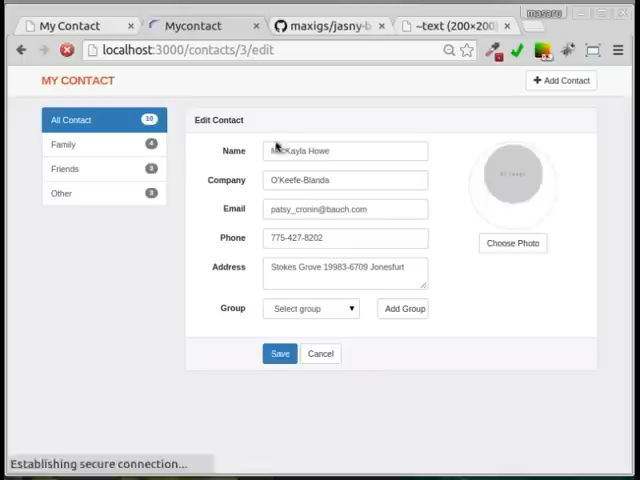 masaru
My Contact
Mycontact
maxigs/jasny-b
~text (200×200)
localhost:3000/contacts/3/edit
MY CONTACT
Add Contact
All Contact 10
Family 4
Friends 3
Other 3
Edit Contact
Name MacKayla Howe
Company O'Keefe-Blanda
Email patsy_cronin@bauch.com
Phone 775-427-8202
Address Stokes Grove 19983-6709 Jonesfurt
Group Select group Add Group
Choose Photo
Save Cancel
Establishing secure connection...